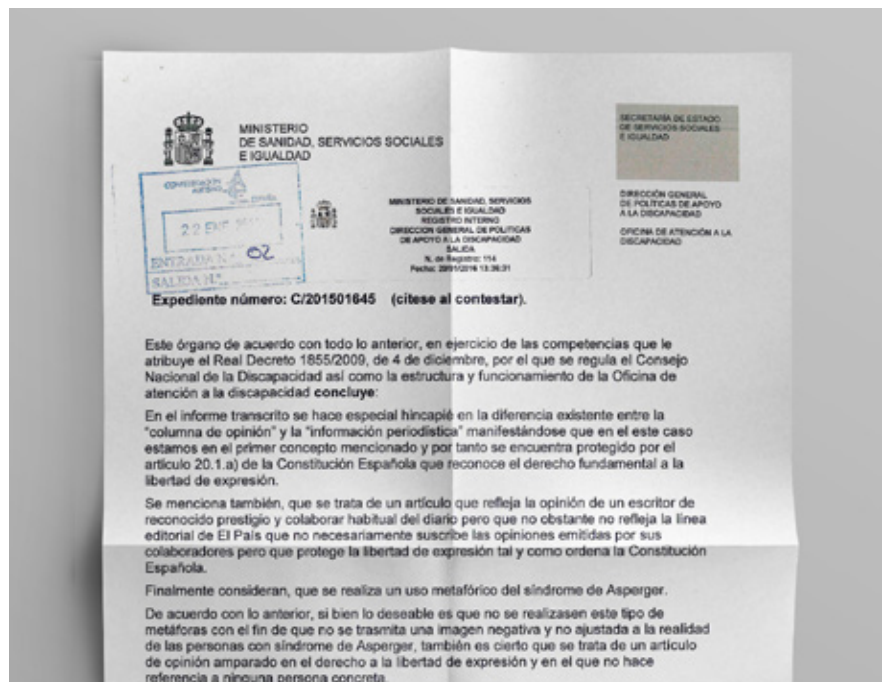 MINISTERIO
DE SANIDAD, SERVICIOS SOCIALES
E IGUALDAD
SECRETARÍA DE ESTADO
DE SERVICIOS SOCIALES
E IGUALDAD
DIRECCIÓN GENERAL
DE POLÍTICAS DE APOYO
A LA DISCAPACIDAD
OFICINA DE ATENCIÓN A LA
DISCAPACIDAD
CONFEDERACIÓN
ESPAÑA
22 ENE
ENTRADA N.º 02
SALIDA N.º
MINISTERIO DE SANIDAD, SERVICIOS
SOCIALES E IGUALDAD
REGISTRO INTERNO
DIRECCION GENERAL DE POLITICAS
DE APOYO A LA DISCAPACIDAD
SALIDA
N. de Registro: 114
Fecha: 20/01/2016 13:36:31
Expediente número: C/201501645 (cítese al contestar).
Este órgano de acuerdo con todo lo anterior, en ejercicio de las competencias que le
atribuye el Real Decreto 1855/2009, de 4 de diciembre, por el que se regula el Consejo
Nacional de la Discapacidad así como la estructura y funcionamiento de la Oficina de
atención a la discapacidad concluye:
En el informe transcrito se hace especial hincapié en la diferencia existente entre la
"columna de opinión" y la "información periodística" manifestándose que en el este caso
estamos en el primer concepto mencionado y por tanto se encuentra protegido por el
artículo 20.1.a) de la Constitución Española que reconoce el derecho fundamental a la
libertad de expresión.
Se menciona también, que se trata de un artículo que refleja la opinión de un escritor de
reconocido prestigio y colaborar habitual del diario pero que no obstante no refleja la línea
editorial de El País que no necesariamente suscribe las opiniones emitidas por sus
colaboradores pero que protege la libertad de expresión tal y como ordena la Constitución
Española.
Finalmente consideran, que se realiza un uso metafórico del síndrome de Asperger.
De acuerdo con lo anterior, si bien lo deseable es que no se realizasen este tipo de
metáforas con el fin de que no se trasmita una imagen negativa y no ajustada a la realidad
de las personas con síndrome de Asperger, también es cierto que se trata de un artículo
de opinión amparado en el derecho a la libertad de expresión y en el que no hace
referencia a ninguna persona concreta.